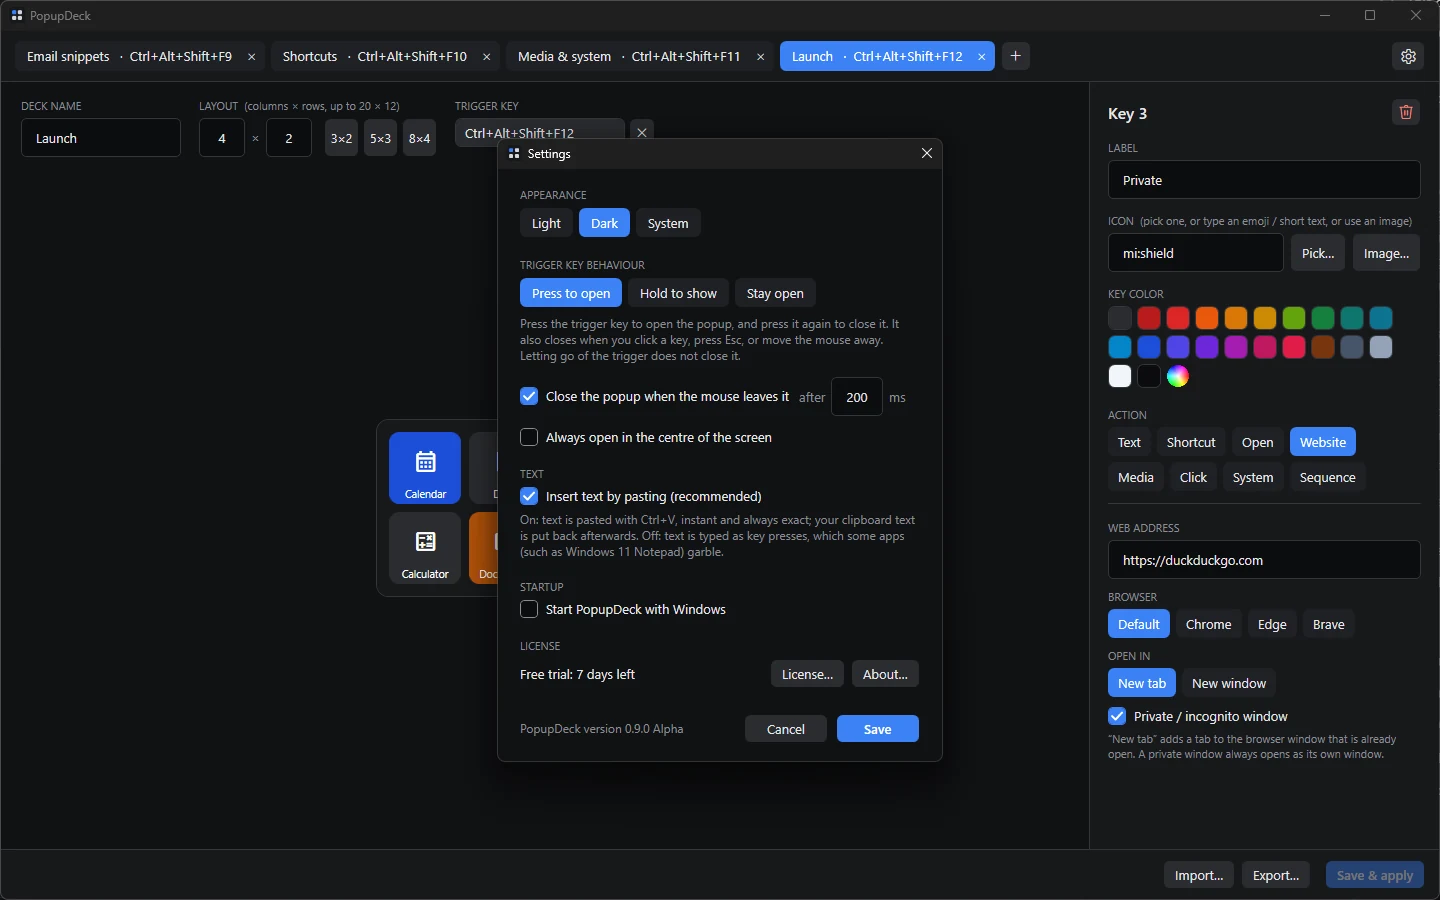 PopupDeck
Email snippets · Ctrl+Alt+Shift+F9 ×
Shortcuts · Ctrl+Alt+Shift+F10 ×
Media & system · Ctrl+Alt+Shift+F11 ×
Launch · Ctrl+Alt+Shift+F12 ×
+
DECK NAME
Launch
LAYOUT (columns × rows, up to 20 × 12)
4 × 2 3×2 5×3 8×4
TRIGGER KEY
Ctrl+Alt+Shift+F12
Calendar
D
Calculator
Doc
Settings
APPEARANCE
Light Dark System
TRIGGER KEY BEHAVIOUR
Press to open Hold to show Stay open
Press the trigger key to open the popup, and press it again to close it. It
also closes when you click a key, press Esc, or move the mouse away.
Letting go of the trigger does not close it.
Close the popup when the mouse leaves it after 200 ms
Always open in the centre of the screen
TEXT
Insert text by pasting (recommended)
On: text is pasted with Ctrl+V, instant and always exact; your clipboard text
is put back afterwards. Off: text is typed as key presses, which some apps
(such as Windows 11 Notepad) garble.
STARTUP
Start PopupDeck with Windows
LICENSE
Free trial: 7 days left License... About...
PopupDeck version 0.9.0 Alpha Cancel Save
Key 3
LABEL
Private
ICON (pick one, or type an emoji / short text, or use an image)
mi:shield Pick... Image...
KEY COLOR
ACTION
Text Shortcut Open Website
Media Click System Sequence
WEB ADDRESS
https://duckduckgo.com
BROWSER
Default Chrome Edge Brave
OPEN IN
New tab New window
Private / incognito window
"New tab" adds a tab to the browser window that is already
open. A private window always opens as its own window.
Import... Export... Save & apply